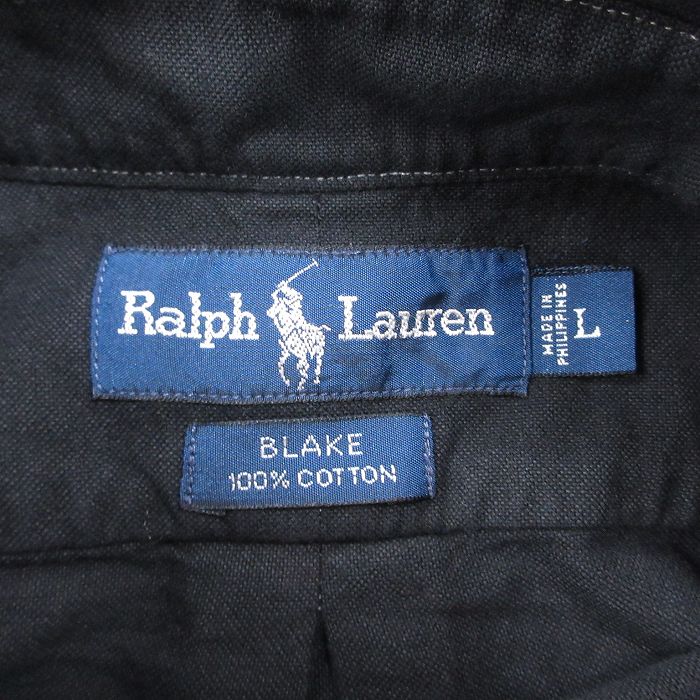 Ralph Lauren
MADE IN
PHILIPPINES
L
BLAKE
100% COTTON